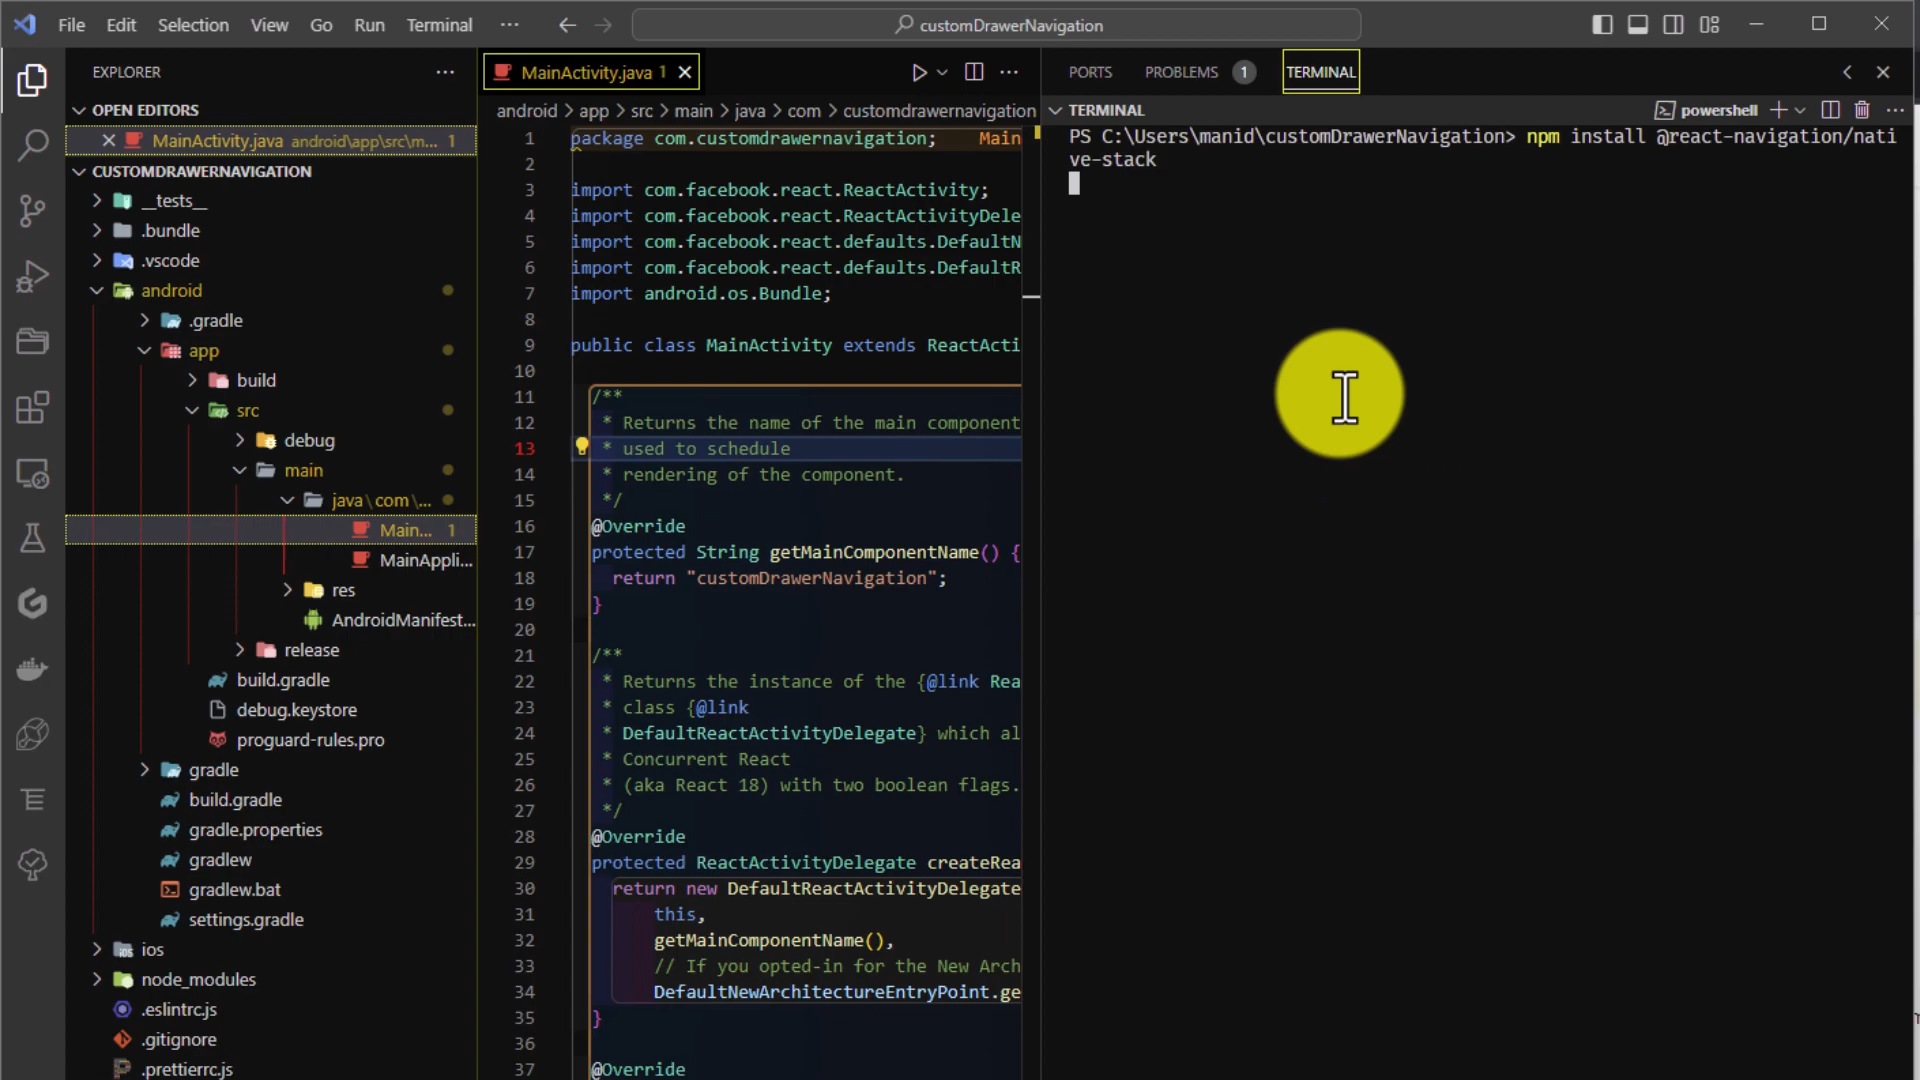 File Edit Selection View Go Run Terminal ···
customDrawerNavigation
EXPLORER ···
OPEN EDITORS
MainActivity.java android\app\src\m... 1
CUSTOMDRAWERNAVIGATION
__tests__
.bundle
.vscode
android
.gradle
app
build
src
debug
main
java\com\...
Main... 1
MainAppli...
res
AndroidManifest...
release
build.gradle
debug.keystore
proguard-rules.pro
gradle
build.gradle
gradle.properties
gradlew
gradlew.bat
settings.gradle
ios
node_modules
.eslintrc.js
.gitignore
.prettierrc.js
MainActivity.java 1
android > app > src > main > java > com > customdrawernavigation
1 package com.customdrawernavigation; Main
2
3 import com.facebook.react.ReactActivity;
4 import com.facebook.react.ReactActivityDele
5 import com.facebook.react.defaults.DefaultN
6 import com.facebook.react.defaults.DefaultR
7 import android.os.Bundle;
8
9 public class MainActivity extends ReactActi
10
11 /**
12 * Returns the name of the main component
13 * used to schedule
14 * rendering of the component.
15 */
16 @Override
17 protected String getMainComponentName() {
18 return "customDrawerNavigation";
19 }
20
21 /**
22 * Returns the instance of the {@link Rea
23 * class {@link
24 * DefaultReactActivityDelegate} which al
25 * Concurrent React
26 * (aka React 18) with two boolean flags.
27 */
28 @Override
29 protected ReactActivityDelegate createRea
30 return new DefaultReactActivityDelegate
31 this,
32 getMainComponentName(),
33 // If you opted-in for the New Arch
34 DefaultNewArchitectureEntryPoint.ge
35 }
36
37 @Override
PORTS PROBLEMS 1 TERMINAL
TERMINAL powershell
PS C:\Users\manid\customDrawerNavigation> npm install @react-navigation/nati
ve-stack